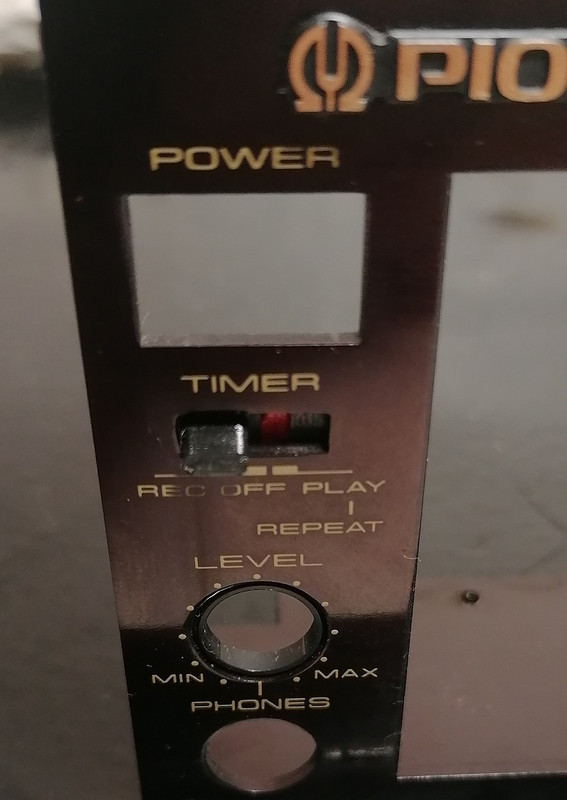 PIO
POWER
TIMER
REC OFF PLAY
REPEAT
LEVEL
MIN MAX
PHONES